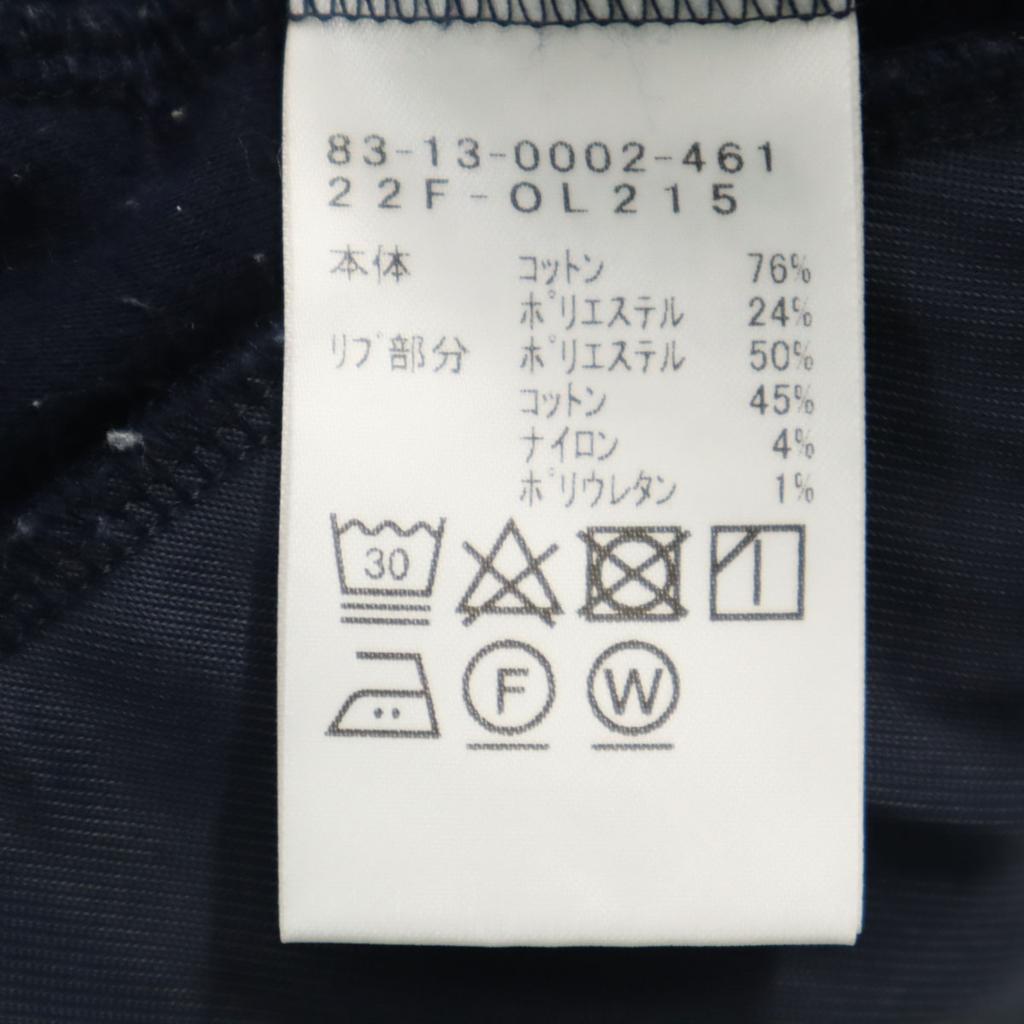 83-13-0002-461
22F-OL215
本体 コットン 76%
ポリエステル 24%
リブ部分 ポリエステル 50%
コットン 45%
ナイロン 4%
ポリウレタン 1%
30
F W